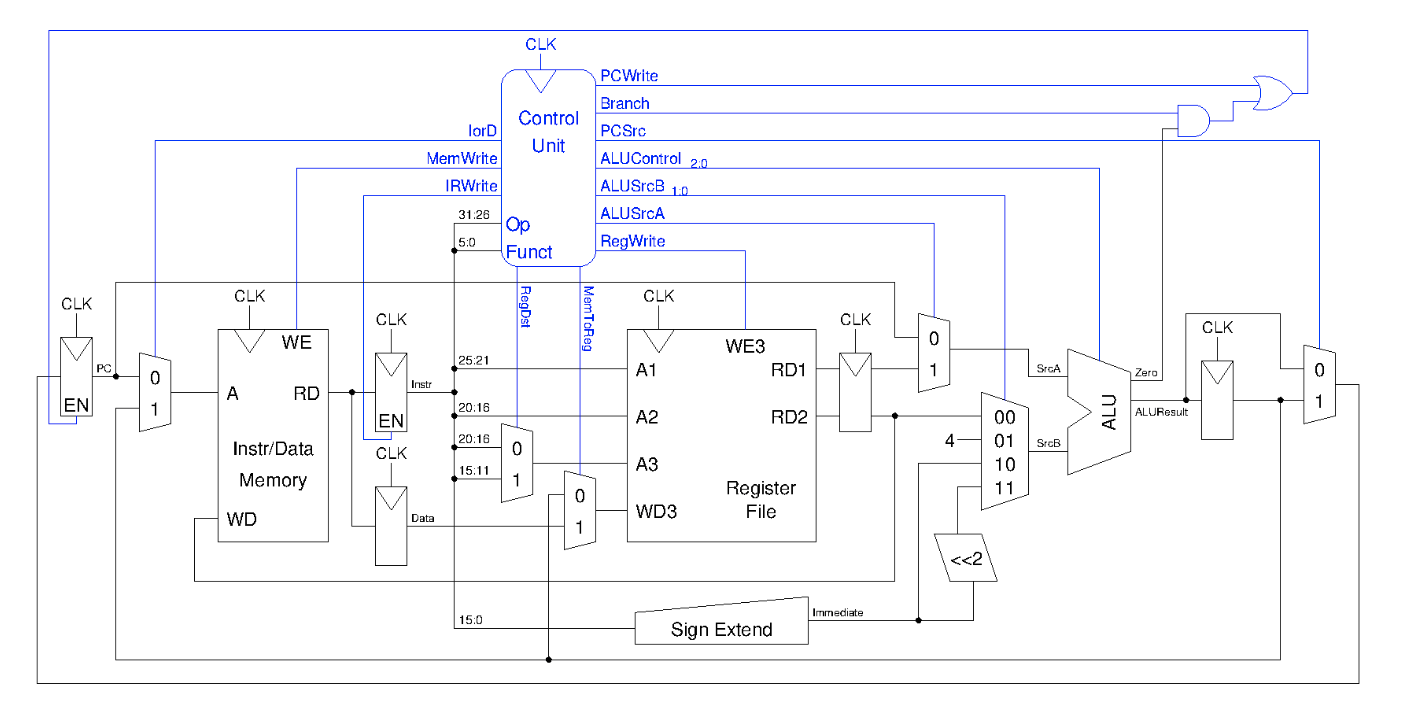 CLK
PCWrite
Branch
PCSrc
ALUControl 2:0
ALUSrcB 1:0
ALUSrcA
RegWrite
Control
Unit
IorD
MemWrite
IRWrite
31:26
Op
5:0
Funct
RegDst
MemToReg
CLK
EN
PC
0
1
CLK
WE
A
RD
Instr/Data
Memory
WD
CLK
EN
Instr
CLK
Data
25:21
20:16
20:16
15:11
0
1
0
1
CLK
WE3
A1
RD1
A2
RD2
A3
WD3
Register
File
CLK
0
1
00
4
01
10
11
<<2
SrcA
SrcB
ALU
Zero
ALUResult
CLK
0
1
15:0
Sign Extend
Immediate